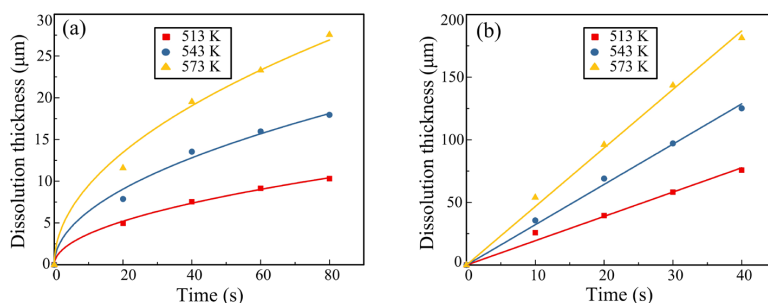 (a)
513 K
543 K
573 K
Dissolution thickness (μm)
30
25
20
15
10
5
0
0
20
40
60
80
Time (s)
(b)
513 K
543 K
573 K
Dissolution thickness (μm)
200
150
100
50
0
0
10
20
30
40
Time (s)